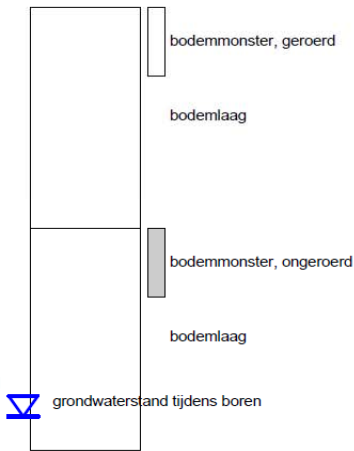 bodemmonster, geroerd
bodemlaag
bodemmonster, ongeroerd
bodemlaag
grondwaterstand tijdens boren